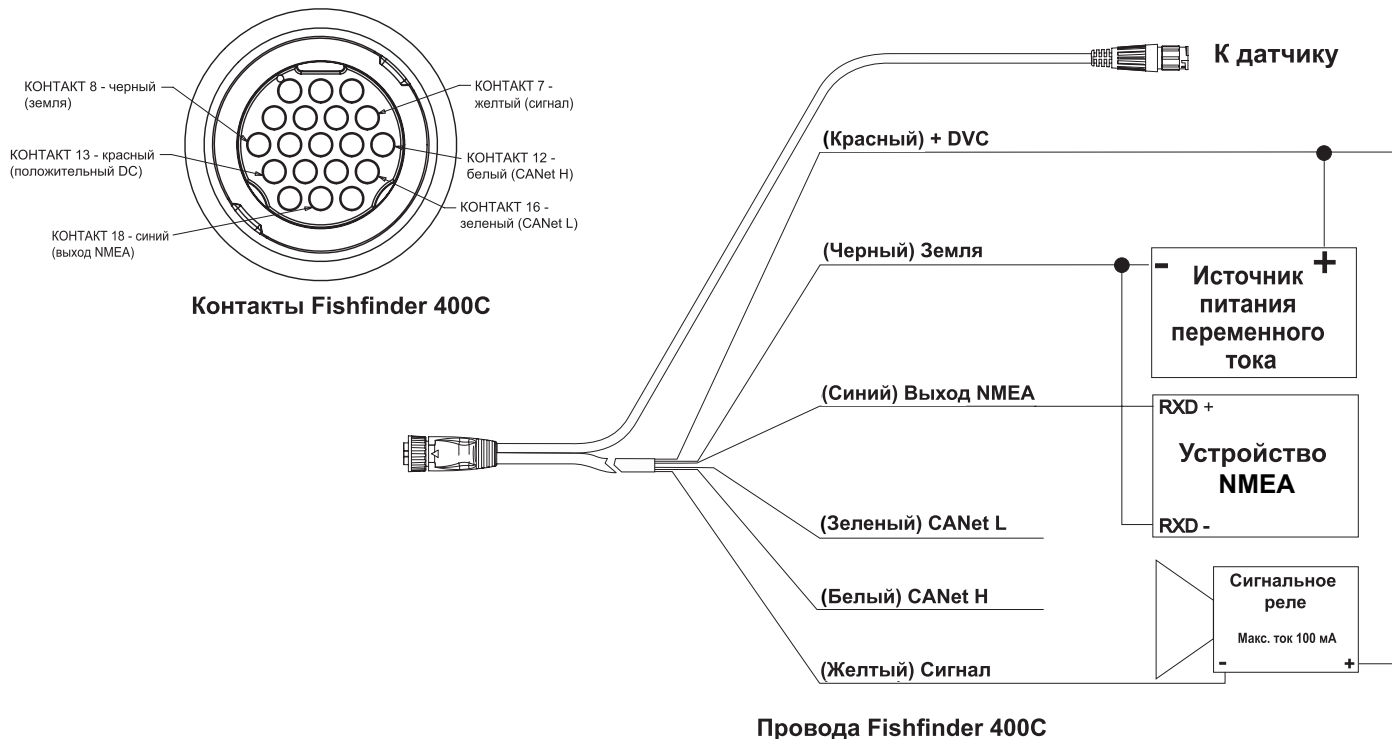 КОНТАКТ 8 - черный
(земля)
КОНТАКТ 13 - красный
(положительный DC)
КОНТАКТ 18 - синий
(выход NMEA)
КОНТАКТ 7 -
желтый (сигнал)
КОНТАКТ 12 -
белый (CANet H)
КОНТАКТ 16 -
зеленый (CANet L)
Контакты Fishfinder 400C
К датчику
(Красный) + DVC
(Черный) Земля
- +
Источник
питания
переменного
тока
(Синий) Выход NMEA
RXD +
Устройство
NMEA
RXD -
(Зеленый) CANet L
(Белый) CANet H
(Желтый) Сигнал
Сигнальное
реле
Макс. ток 100 мА
- +
Провода Fishfinder 400C